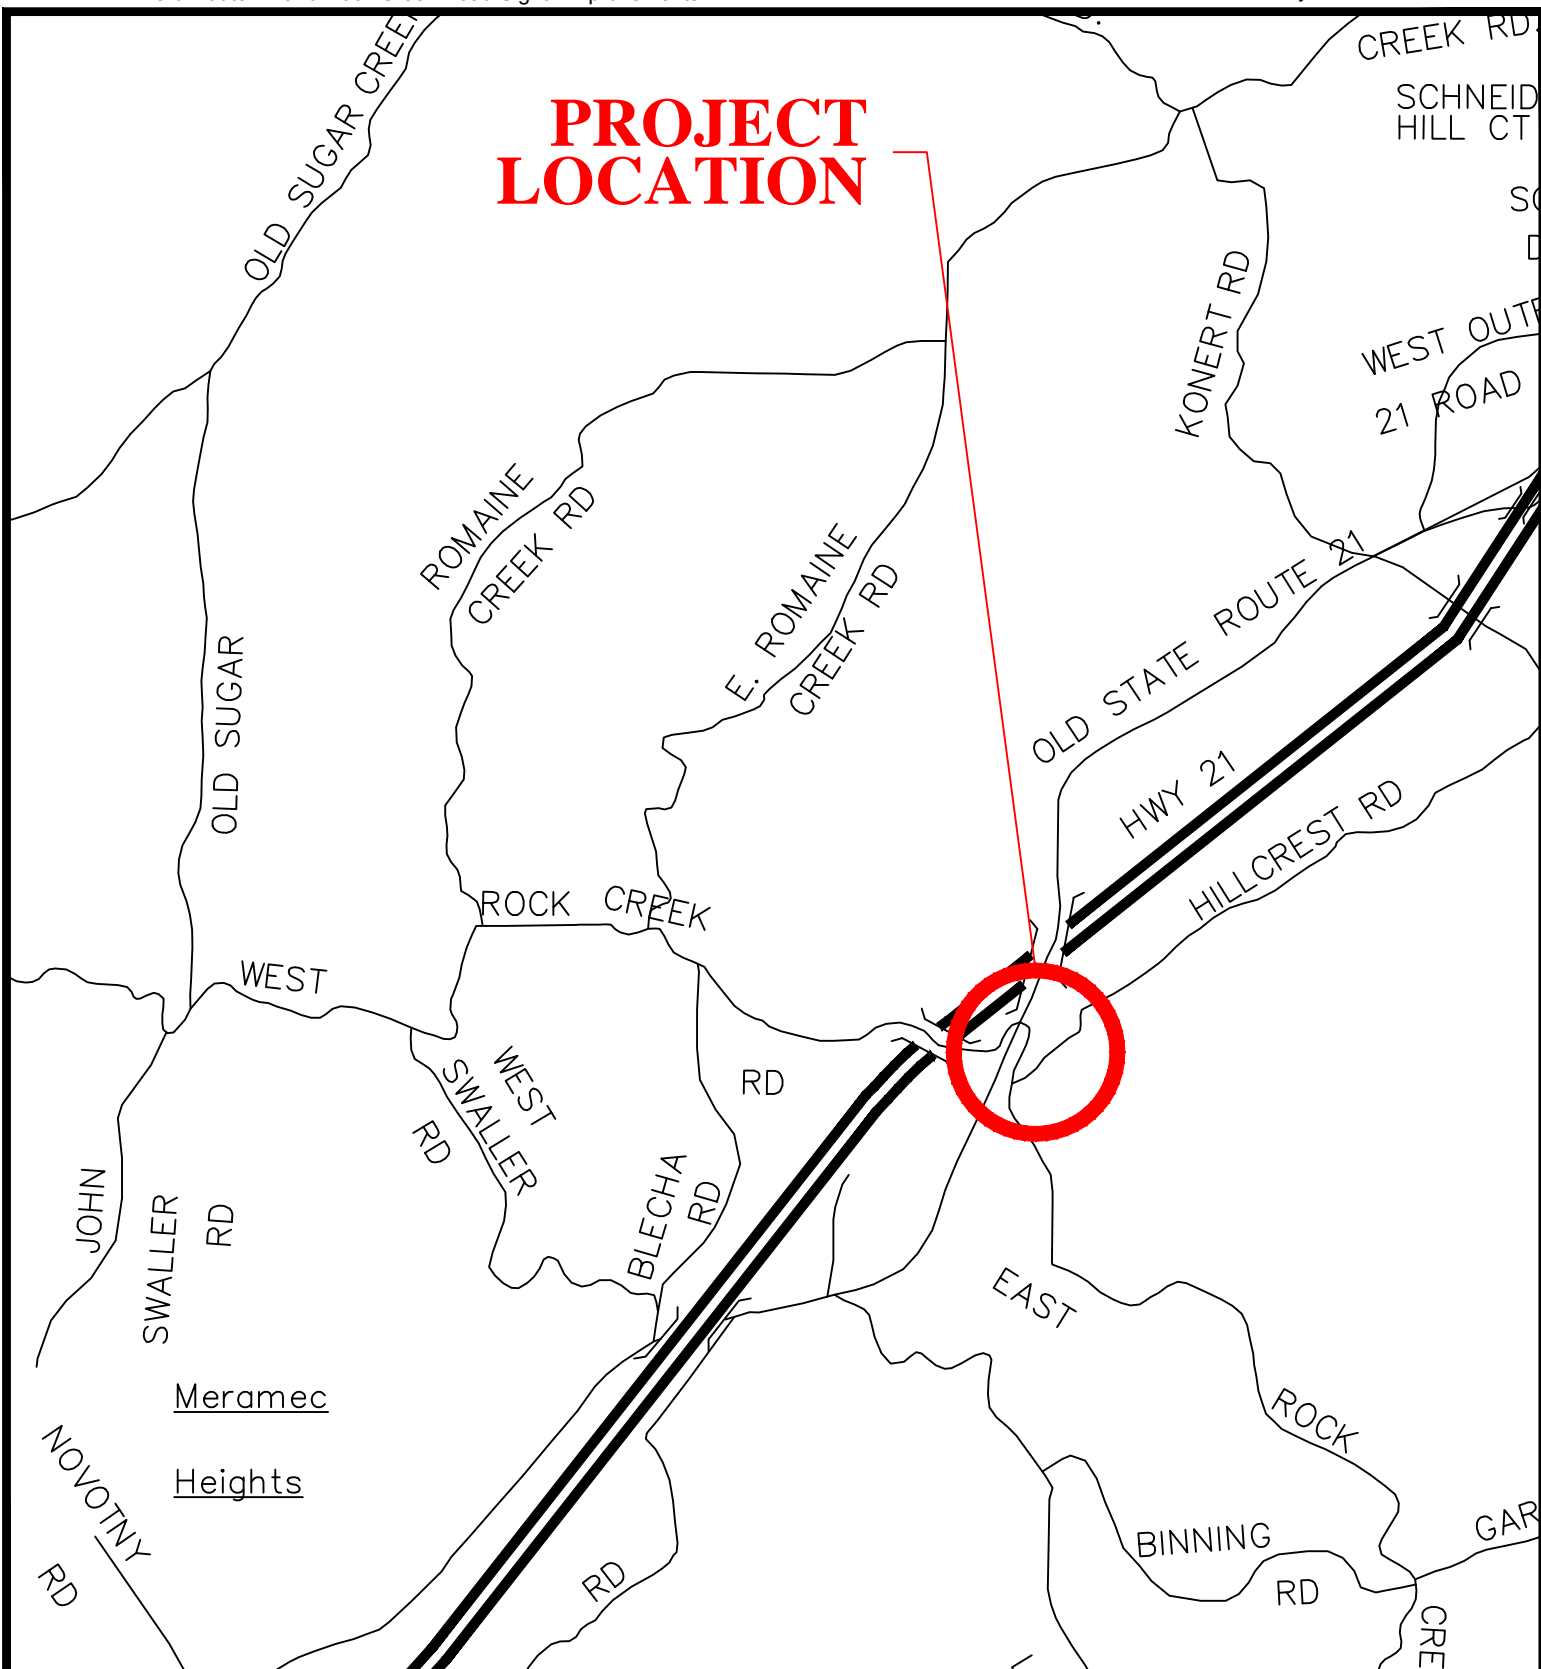 OLD SUGAR CREEK
CREEK RD.
PROJECT
LOCATION
HILL CT
KONERT RD
WEST
21 ROAD
ROMAINE
CREEK RD
E. ROMAINE
CREEK RD
OLD STATE ROUTE 21
OLD SUGAR
HWY 21
HILLCREST RD
ROCK CREEK
WEST
RD
WEST
SWALLER
RD
BLECHA
RD
JOHN
SWALLER
RD
EAST
Meramec
Heights
ROCK
NOVOTNY
RD
BINNING
RD
RD